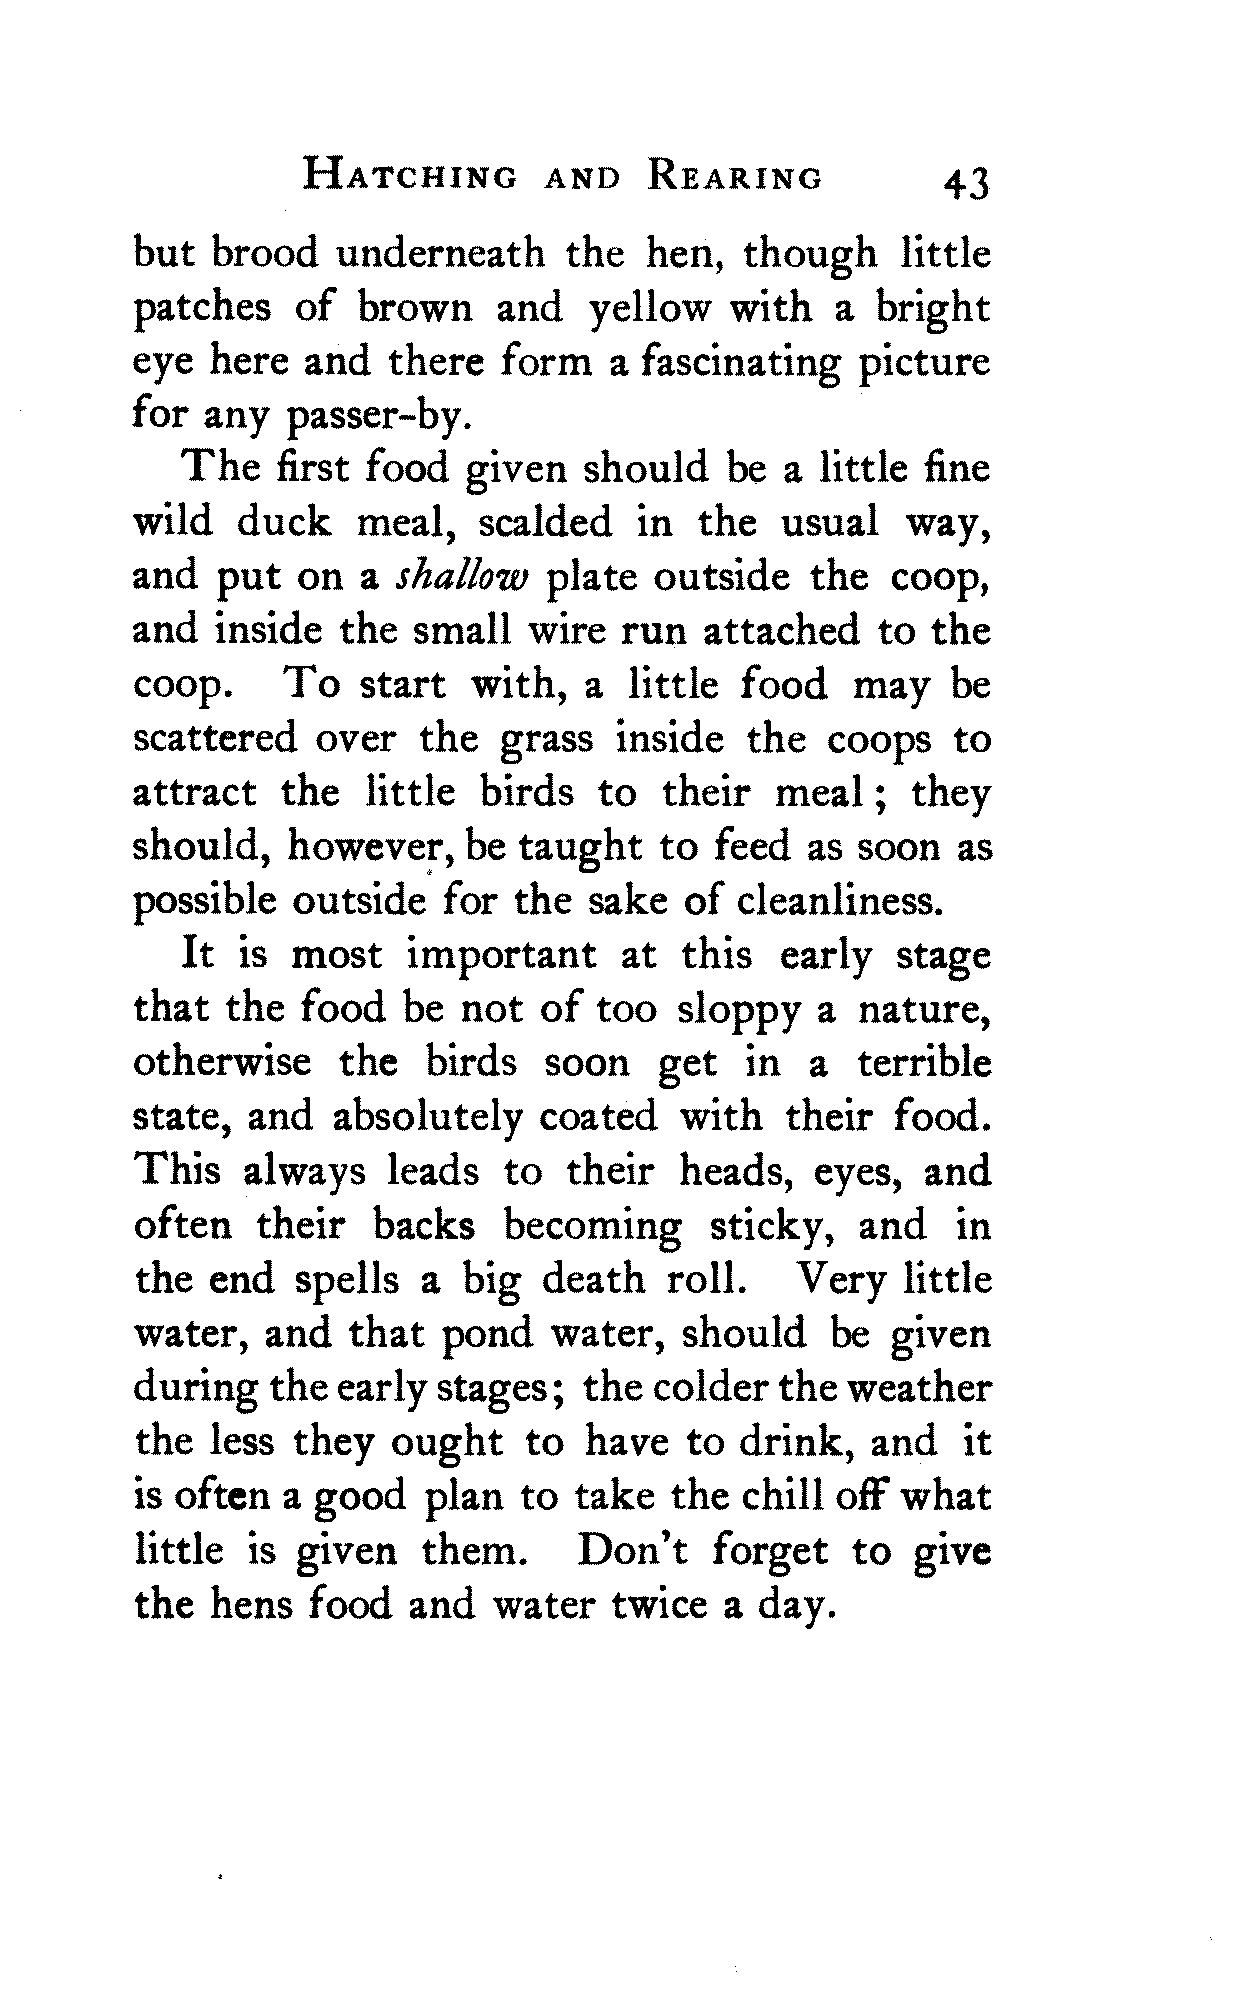 Hatching and Rearing 43
but brood underneath the hen, though little
patches of brown and yellow with a bright
eye here and there form a fascinating picture
for any passer-by.
The first food given should be a little fine
wild duck meal, scalded in the usual way,
and put on a shallow plate outside the coop,
and inside the small wire run attached to the
coop. To start with, a little food may be
scattered over the grass inside the coops to
attract the little birds to their meal ; they
should, however, be taught to feed as soon as
possible outside for the sake of cleanliness.
It is most important at this early stage
that the food be not of too sloppy a nature,
otherwise the birds soon get in a terrible
state, and absolutely coated with their food.
This always leads to their heads, eyes, and
often their backs becoming sticky, and in
the end spells a big death roll. Very little
water, and that pond water, should be given
during the early stages; the colder the weather
the less they ought to have to drink, and it
is often a good plan to take the chill off what
little is given them. Don't forget to give
the hens food and water twice a day.